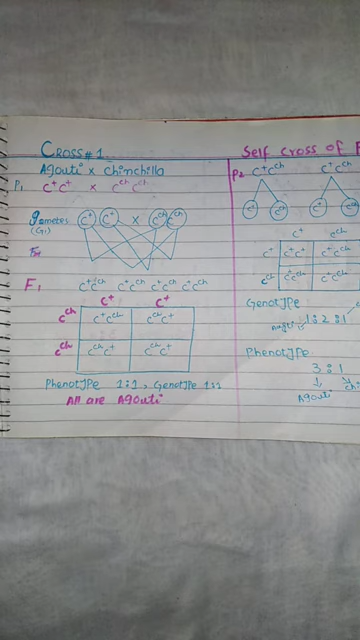 Cross#1
Agouti x chinchilla
P₁ C⁺C⁺ x Cᶜʰ Cᶜʰ
gametes C⁺ C⁺ x Cᶜʰ Cᶜʰ
(G₁)
F₁ C⁺Cᶜʰ C⁺Cᶜʰ C⁺Cᶜʰ C⁺Cᶜʰ
C⁺ C⁺
Cᶜʰ C⁺Cᶜʰ CᶜʰC⁺
Cᶜʰ CᶜʰC⁺ CᶜʰC⁺
PhenotyPe 1:1, GenotyPe 1:1
All are Agouti
Self cross of
P₂ C⁺Cᶜʰ C⁺Cᶜʰ
C⁺ Cᶜʰ C⁺
C⁺ Cᶜʰ
C⁺ C⁺C⁺ C⁺Cᶜʰ
Cᶜʰ
GenotyPe
1:2:1
PhenotyPe
3:1
Agouti